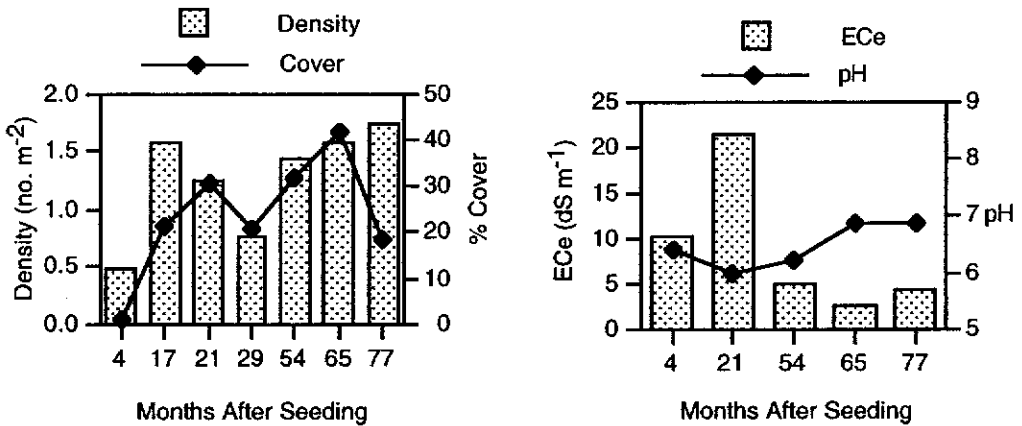 Density
Cover
2.0
1.5
1.0
0.5
0.0
Density (no. m-2)
50
40
30
20
10
0
% Cover
4 17 21 29 54 65 77
Months After Seeding
ECe
pH
25
20
15
10
5
0
ECe (dS m-1)
9
8
7
6
5
pH
4 21 54 65 77
Months After Seeding